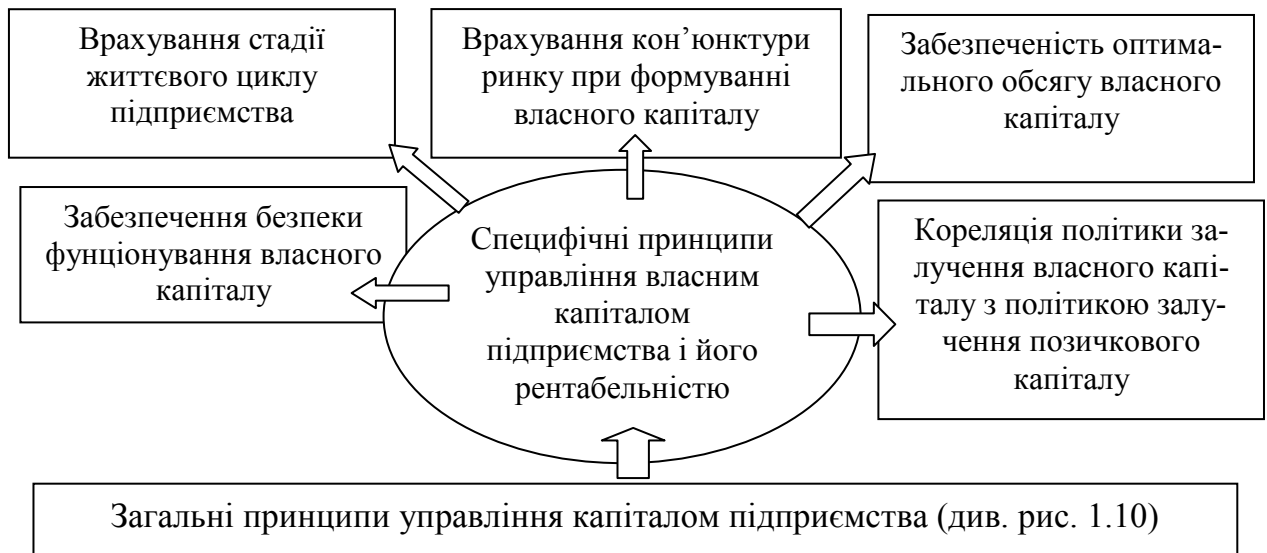 Врахування стадії
життєвого циклу
підприємства
Врахування кон’юнктури
ринку при формуванні
власного капіталу
Забезпеченість оптима-
льного обсягу власного
капіталу
Забезпечення безпеки
фунціонування власного
капіталу
Специфічні принципи
управління власним
капіталом
підприємства і його
рентабельністю
Кореляція політики за-
лучення власного капі-
талу з політикою залу-
чення позичкового
капіталу
Загальні принципи управління капіталом підприємства (див. рис. 1.10)